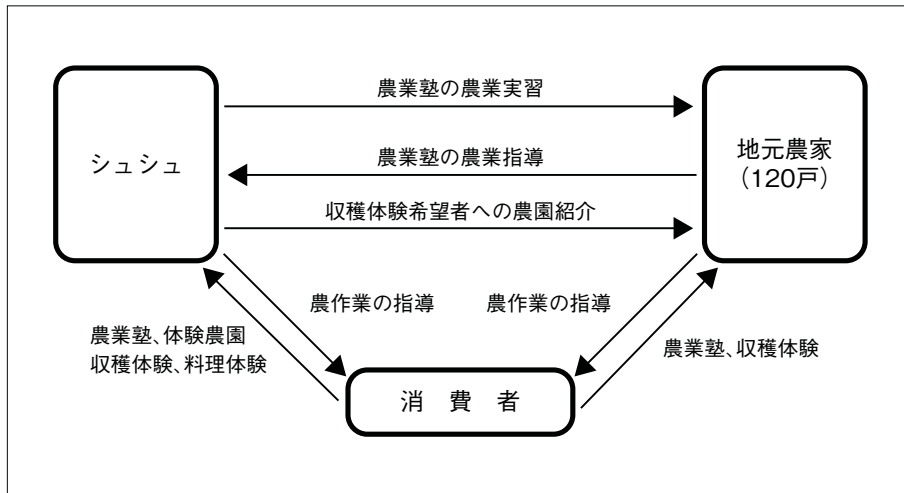 農業塾の農業実習
シュシュ
農業塾の農業指導
地元農家
（120戸）
収穫体験希望者への農園紹介
農作業の指導
農作業の指導
農業塾、体験農園
収穫体験、料理体験
農業塾、収穫体験
消　費　者